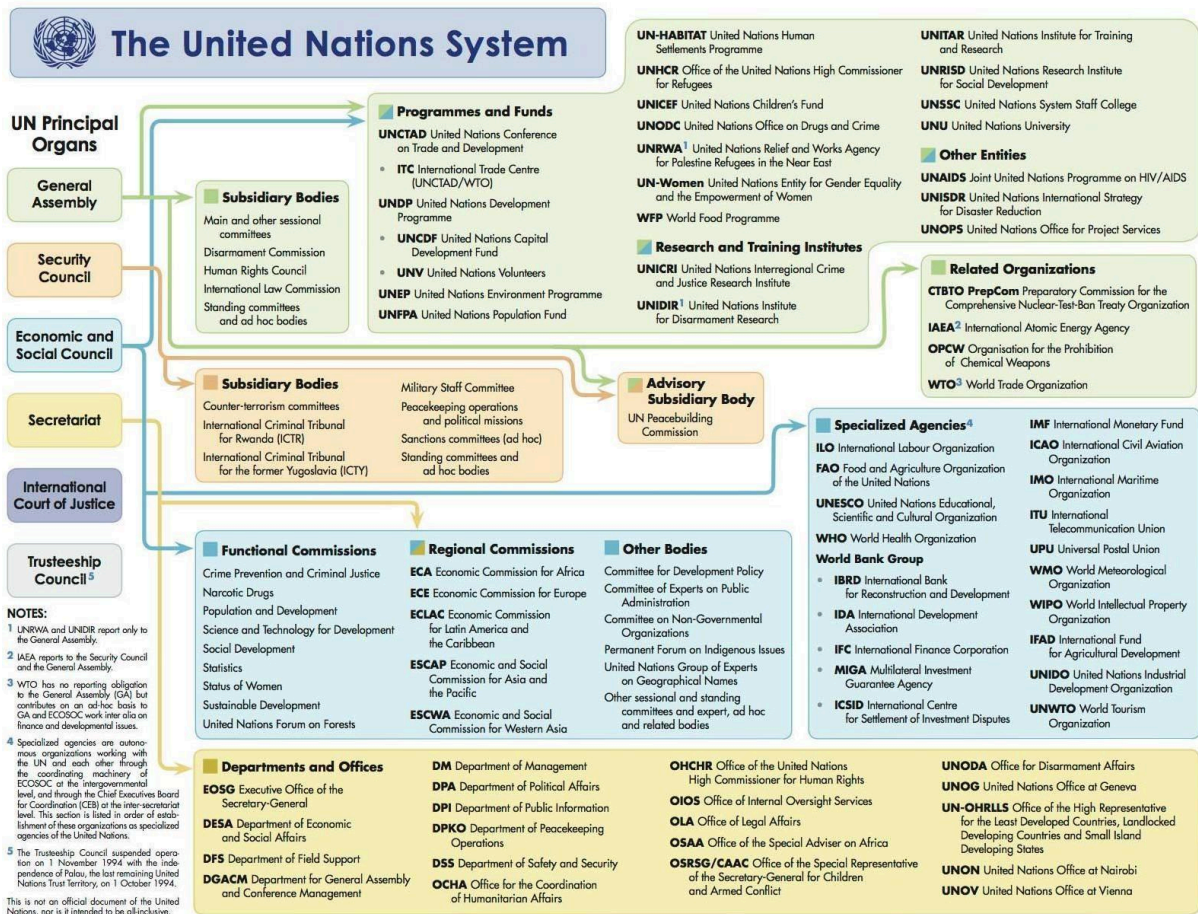 The United Nations System
UN Principal
Organs
General
Assembly
Security
Council
Economic and
Social Council
Secretariat
International
Court of Justice
Trusteeship
Council 5
NOTES:
1 UNRWA and UNIDIR report only to
the General Assembly.
2 IAEA reports to the Security Council
and the General Assembly.
3 WTO has no reporting obligation
to the General Assembly (GA) but
contributes on an ad-hoc basis to
GA and ECOSOC work inter alia on
finance and developmental issues.
4 Specialized agencies are autono-
mous organizations working with
the UN and each other through
the coordinating machinery of
ECOSOC at the intergovernmental
level, and through the Chief Executives Board
for Coordination (CEB) at the inter-secretariat
level. This section is listed in order of estab-
lishment of these organizations as specialized
agencies of the United Nations.
5 The Trusteeship Council suspended opera-
tion on 1 November 1994 with the inde-
pendence of Palau, the last remaining United
Nations Trust Territory, on 1 October 1994.
This is not an official document of the United
Nations, nor is it intended to be all-inclusive.
Subsidiary Bodies
Main and other sessional
committees
Disarmament Commission
Human Rights Council
International Law Commission
Standing committees
and ad hoc bodies
Programmes and Funds
UNCTAD United Nations Conference
on Trade and Development
• ITC International Trade Centre
(UNCTAD/WTO)
UNDP United Nations Development
Programme
• UNCDF United Nations Capital
Development Fund
• UNV United Nations Volunteers
UNEP United Nations Environment Programme
UNFPA United Nations Population Fund
UN-HABITAT United Nations Human
Settlements Programme
UNHCR Office of the United Nations High Commissioner
for Refugees
UNICEF United Nations Children's Fund
UNODC United Nations Office on Drugs and Crime
UNRWA1 United Nations Relief and Works Agency
for Palestine Refugees in the Near East
UN-Women United Nations Entity for Gender Equality
and the Empowerment of Women
WFP World Food Programme
Research and Training Institutes
UNICRI United Nations Interregional Crime
and Justice Research Institute
UNIDIR1 United Nations Institute
for Disarmament Research
UNITAR United Nations Institute for Training
and Research
UNRISD United Nations Research Institute
for Social Development
UNSSC United Nations System Staff College
UNU United Nations University
Other Entities
UNAIDS Joint United Nations Programme on HIV/AIDS
UNISDR United Nations International Strategy
for Disaster Reduction
UNOPS United Nations Office for Project Services
Related Organizations
CTBTO PrepCom Preparatory Commission for the
Comprehensive Nuclear-Test-Ban Treaty Organization
IAEA2 International Atomic Energy Agency
OPCW Organisation for the Prohibition
of Chemical Weapons
WTO3 World Trade Organization
Subsidiary Bodies
Counter-terrorism committees
International Criminal Tribunal
for Rwanda (ICTR)
International Criminal Tribunal
for the former Yugoslavia (ICTY)
Military Staff Committee
Peacekeeping operations
and political missions
Sanctions committees (ad hoc)
Standing committees and
ad hoc bodies
Advisory
Subsidiary Body
UN Peacebuilding
Commission
Specialized Agencies4
ILO International Labour Organization
FAO Food and Agriculture Organization
of the United Nations
UNESCO United Nations Educational,
Scientific and Cultural Organization
WHO World Health Organization
World Bank Group
• IBRD International Bank
for Reconstruction and Development
• IDA International Development
Association
• IFC International Finance Corporation
• MIGA Multilateral Investment
Guarantee Agency
• ICSID International Centre
for Settlement of Investment Disputes
IMF International Monetary Fund
ICAO International Civil Aviation
Organization
IMO International Maritime
Organization
ITU International
Telecommunication Union
UPU Universal Postal Union
WMO World Meteorological
Organization
WIPO World Intellectual Property
Organization
IFAD International Fund
for Agricultural Development
UNIDO United Nations Industrial
Development Organization
UNWTO World Tourism
Organization
Functional Commissions
Crime Prevention and Criminal Justice
Narcotic Drugs
Population and Development
Science and Technology for Development
Social Development
Statistics
Status of Women
Sustainable Development
United Nations Forum on Forests
Regional Commissions
ECA Economic Commission for Africa
ECE Economic Commission for Europe
ECLAC Economic Commission
for Latin America and
the Caribbean
ESCAP Economic and Social
Commission for Asia and
the Pacific
ESCWA Economic and Social
Commission for Western Asia
Other Bodies
Committee for Development Policy
Committee of Experts on Public
Administration
Committee on Non-Governmental
Organizations
Permanent Forum on Indigenous Issues
United Nations Group of Experts
on Geographical Names
Other sessional and standing
committees and expert, ad hoc
and related bodies
Departments and Offices
EOSG Executive Office of the
Secretary-General
DESA Department of Economic
and Social Affairs
DFS Department of Field Support
DGACM Department for General Assembly
and Conference Management
DM Department of Management
DPA Department of Political Affairs
DPI Department of Public Information
DPKO Department of Peacekeeping
Operations
DSS Department of Safety and Security
OCHA Office for the Coordination
of Humanitarian Affairs
OHCHR Office of the United Nations
High Commissioner for Human Rights
OIOS Office of Internal Oversight Services
OLA Office of Legal Affairs
OSAA Office of the Special Adviser on Africa
OSRSG/CAAC Office of the Special Representative
of the Secretary-General for Children
and Armed Conflict
UNODA Office for Disarmament Affairs
UNOG United Nations Office at Geneva
UN-OHRLLS Office of the High Representative
for the Least Developed Countries, Landlocked
Developing Countries and Small Island
Developing States
UNON United Nations Office at Nairobi
UNOV United Nations Office at Vienna